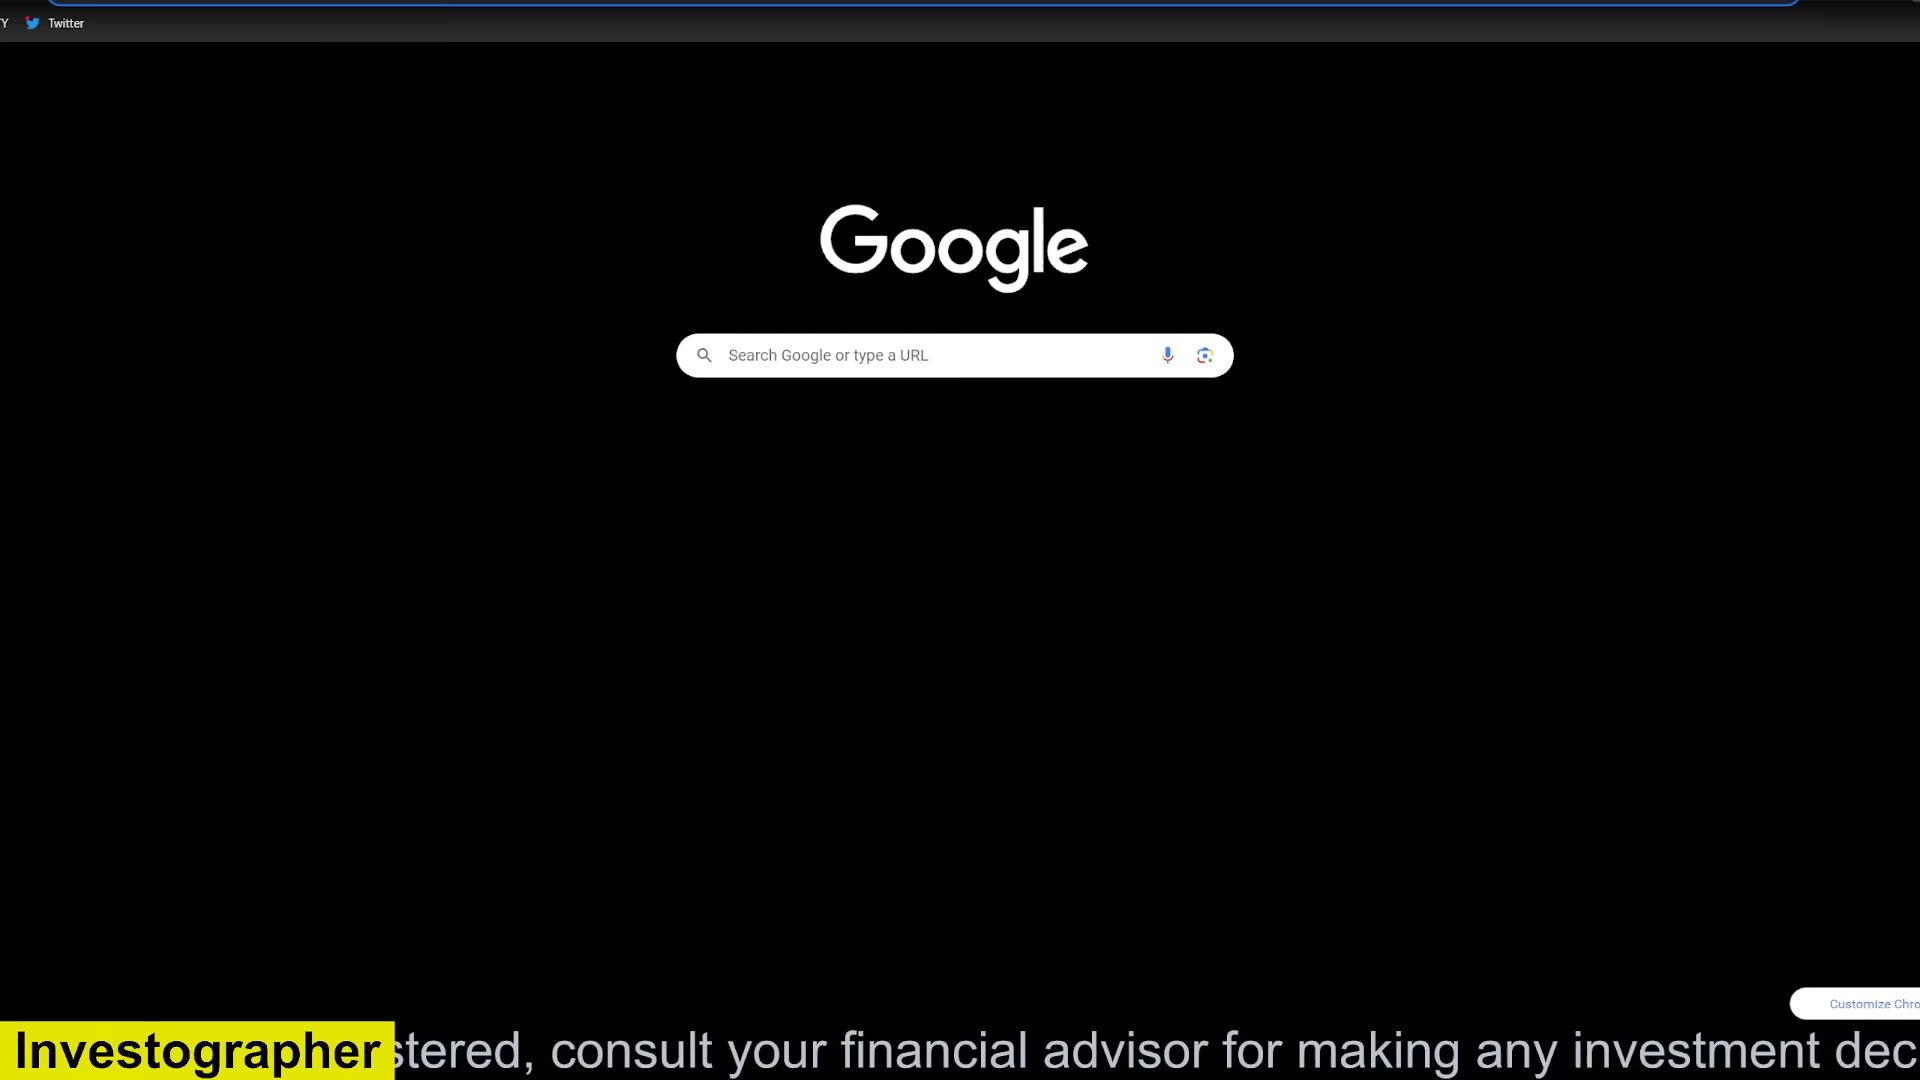 Y Twitter
Google
Search Google or type a URL
Customize Chro
Investographer stered, consult your financial advisor for making any investment dec